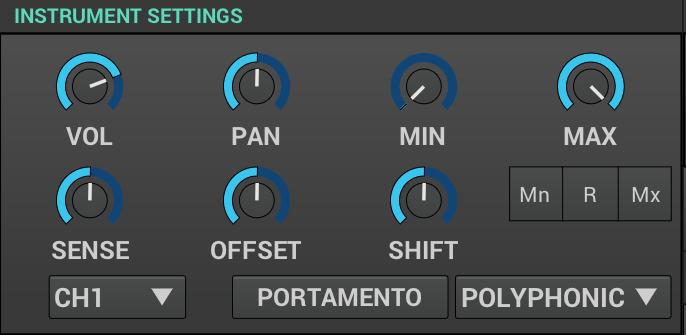 INSTRUMENT SETTINGS
VOL PAN MIN MAX
Mn R Mx
SENSE OFFSET SHIFT
CH1 PORTAMENTO POLYPHONIC